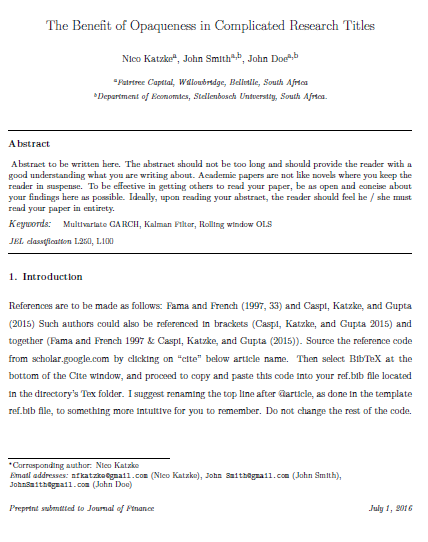 The Benefit of Opaqueness in Complicated Research Titles
Nico Katzkeᵃ, John Smithᵃ,ᵇ, John Doeᵃ,ᵇ
ᵃPrirtree Capital, Willowbridge, Bellville, South Africa
ᵇDepartment of Economics, Stellenbosch University, South Africa.
Abstract
Abstract to be written here. The abstract should not be too long and should provide the reader with a
good understanding what you are writing about. Academic papers are not like novels where you keep the
reader in suspense. To be effective in getting others to read your paper, be as open and concise about
your findings here as possible. Ideally, upon reading your abstract, the reader should feel he / she must
read your paper in entirety.
Keywords: Multivariate GARCH, Kalman Filter, Rolling window OLS
JEL classification L250, L100
1. Introduction
References are to be made as follows: Fama and French (1997, 33) and Caspi, Katzke, and Gupta
(2015) Such authors could also be referenced in brackets (Caspi, Katzke, and Gupta 2015) and
together (Fama and French 1997 & Caspi, Katzke, and Gupta (2015)). Source the reference code
from scholar.google.com by clicking on “cite” below article name. Then select BibTeX at the
bottom of the Cite window, and proceed to copy and paste this code into your ref.bib file located
in the directory's Tex folder. I suggest renaming the top line after @article, as done in the template
ref.bib file, to something more intuitive for you to remember. Do not change the rest of the code.
*Corresponding author: Nico Katzke
Email addresses: nfkatzke@gmail.com (Nico Katzke), John Smith@gmail.com (John Smith),
JohnSmith@gmail.com (John Doe)
Preprint submitted to Journal of Finance July 1, 2016